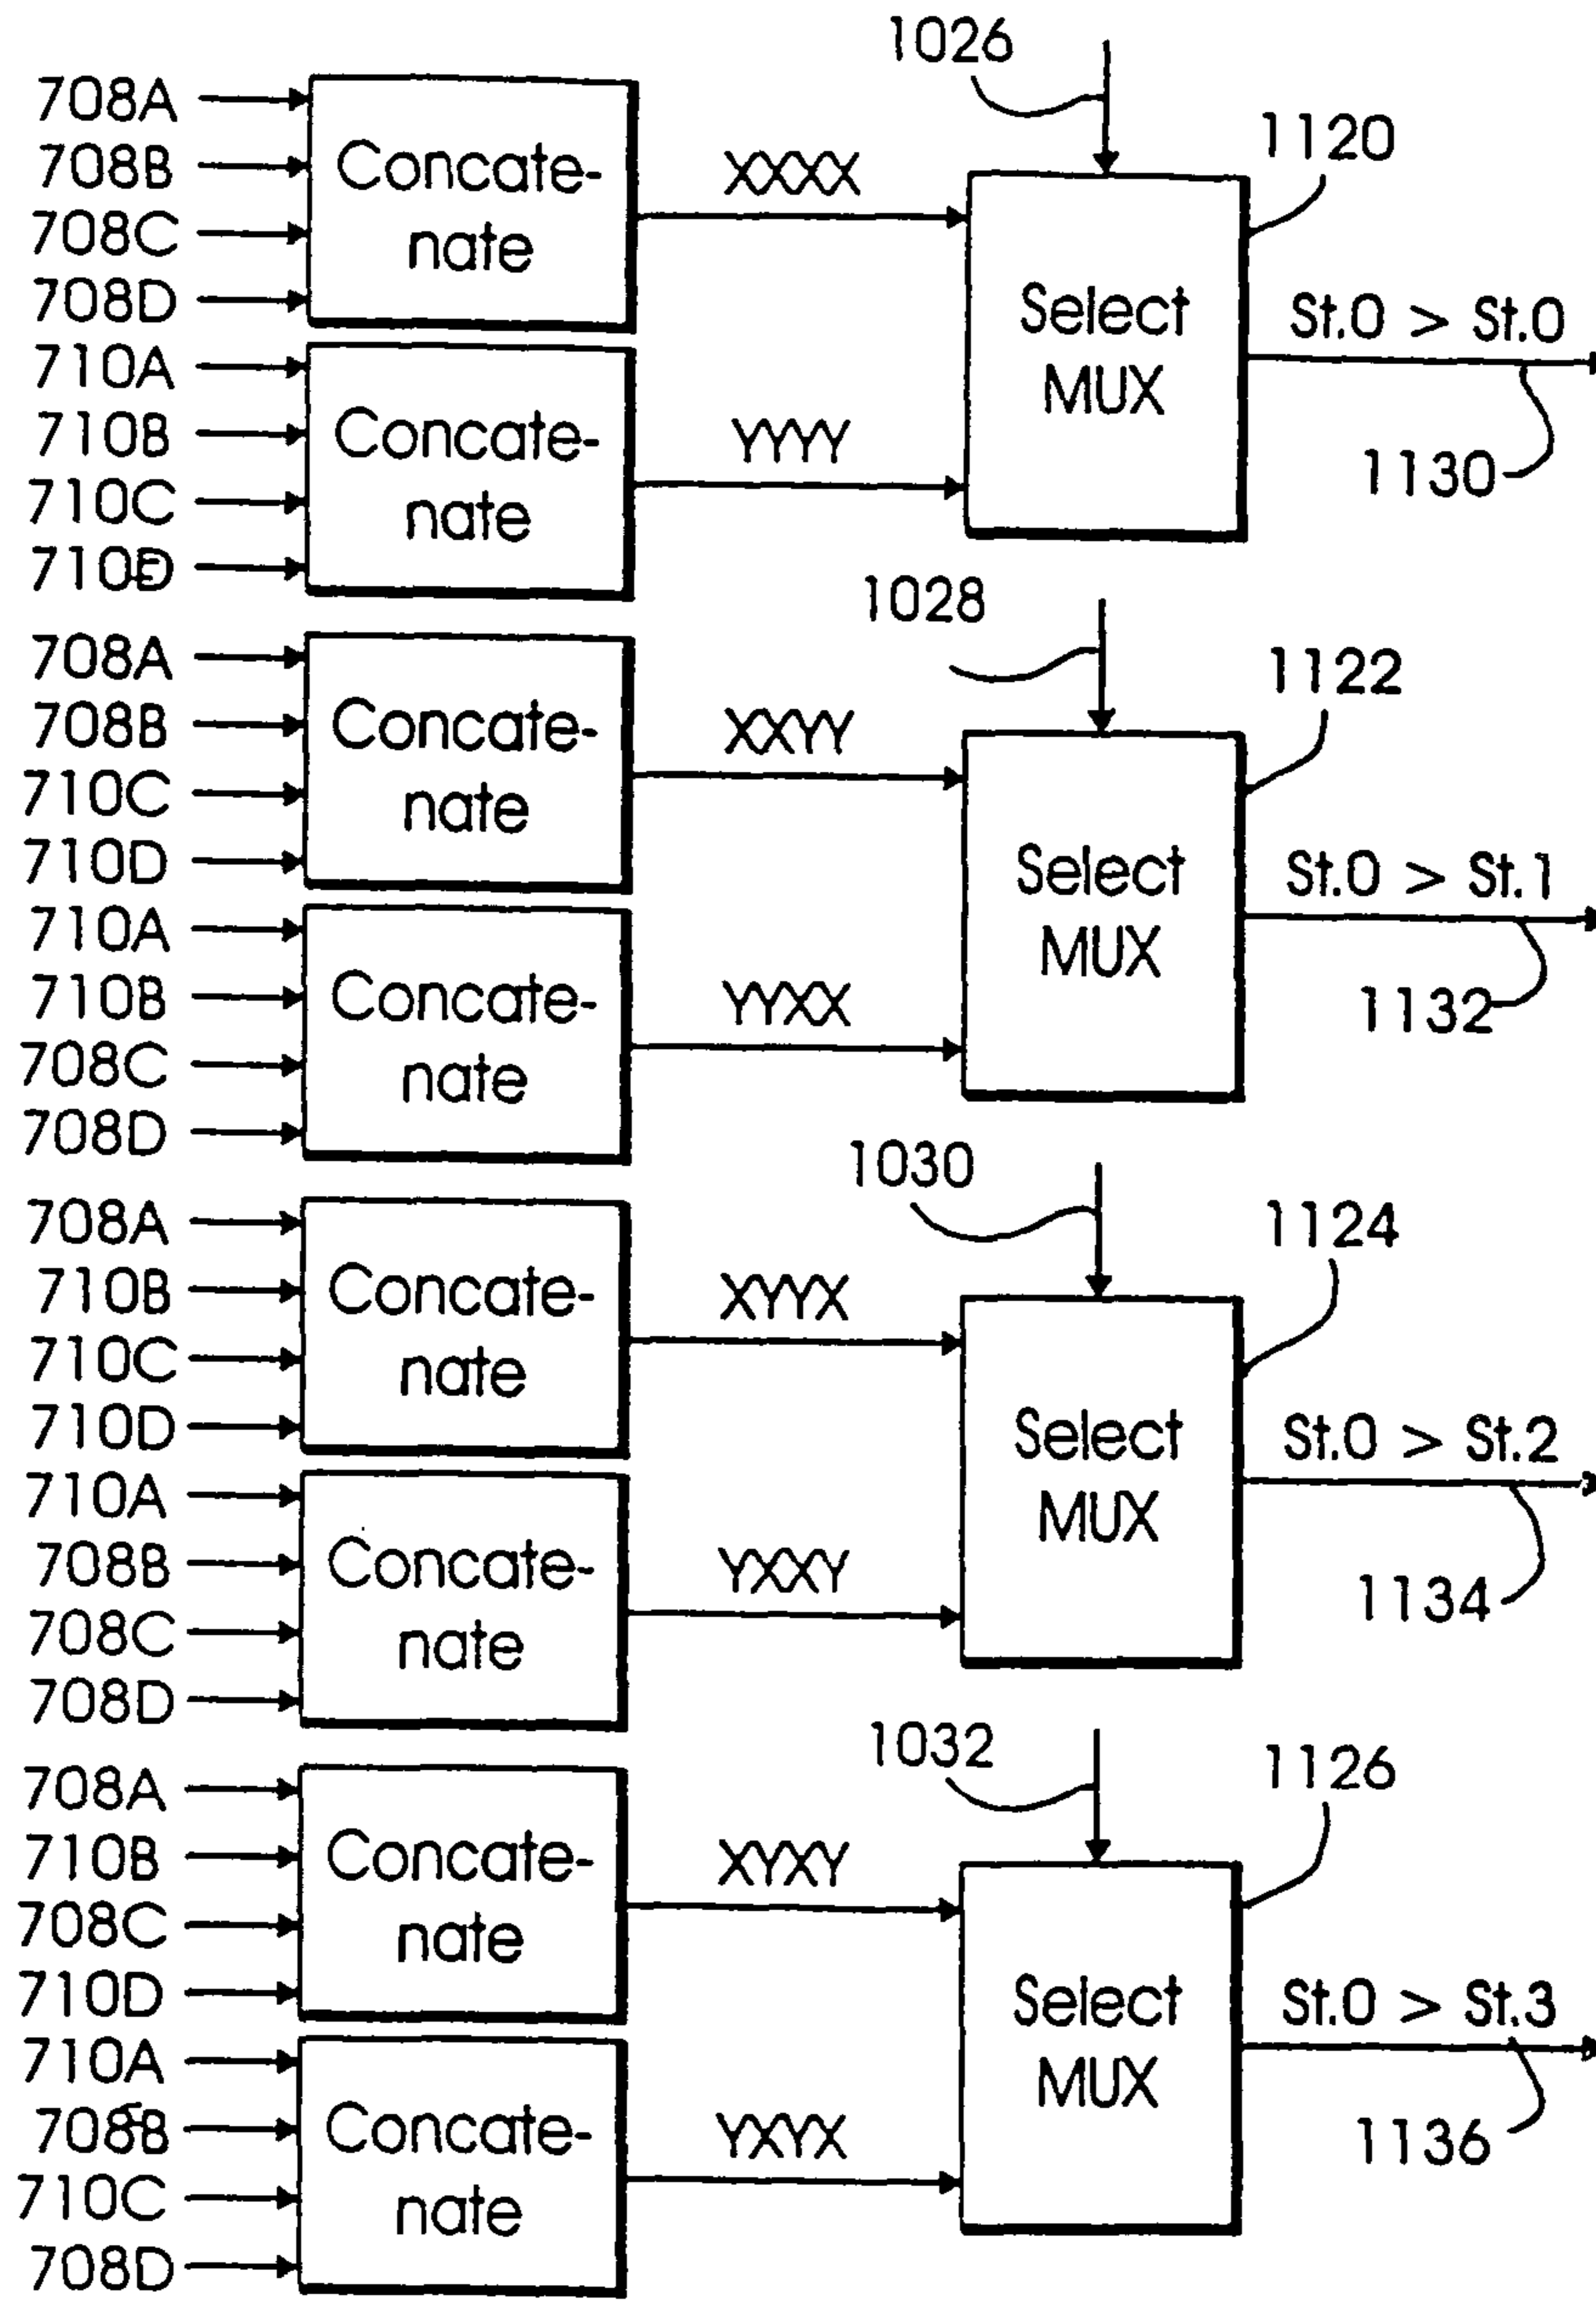 1026
708A
708B
708C
708D
Concate-
nate
XXXX
1120
Select
MUX
St.0 > St.0
1130
710A
710B
710C
710D
Concate-
nate
YYYY
1028
708A
708B
710C
710D
Concate-
nate
XXYY
1122
Select
MUX
St.0 > St.1
1132
710A
710B
708C
708D
Concate-
nate
YYXX
1030
708A
710B
710C
710D
Concate-
nate
XYYX
1124
Select
MUX
St.0 > St.2
1134
710A
708B
708C
708D
Concate-
nate
YXXY
1032
708A
710B
708C
710D
Concate-
nate
XYXY
1126
Select
MUX
St.0 > St.3
1136
710A
708B
710C
708D
Concate-
nate
YXYX